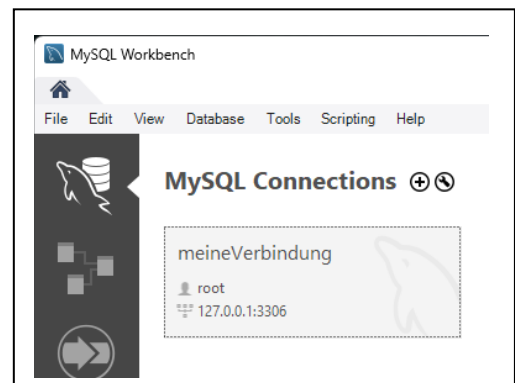 MySQL Workbench
File Edit View Database Tools Scripting Help
MySQL Connections
meineVerbindung
root
127.0.0.1:3306